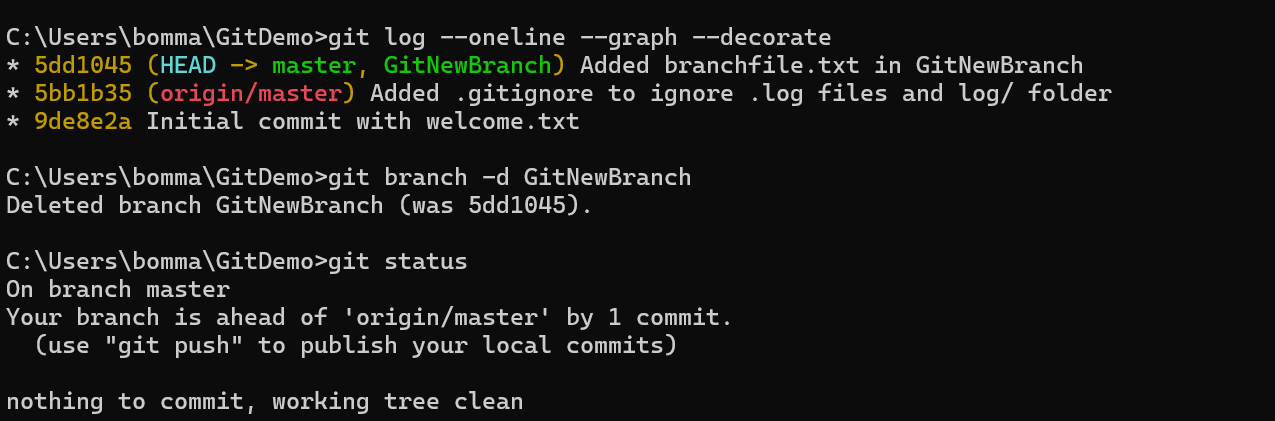 C:\Users\bomma\GitDemo>git log --oneline --graph --decorate
* 5dd1045 (HEAD -> master, GitNewBranch) Added branchfile.txt in GitNewBranch
* 5bb1b35 (origin/master) Added .gitignore to ignore .log files and log/ folder
* 9de8e2a Initial commit with welcome.txt
C:\Users\bomma\GitDemo>git branch -d GitNewBranch
Deleted branch GitNewBranch (was 5dd1045).
C:\Users\bomma\GitDemo>git status
On branch master
Your branch is ahead of 'origin/master' by 1 commit.
  (use "git push" to publish your local commits)
nothing to commit, working tree clean